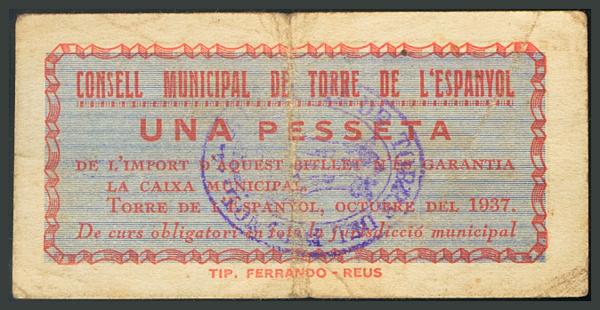 CONSELL MUNICIPAL DE TORRE DE L'ESPANYOL
UNA PESSETA
DE L'IMPORT D'AQUEST BITLLET N'ÉS GARANTIA
LA CAIXA MUNICIPAL.
TORRE DE L'ESPANYOL, OCTUBRE DEL 1937.
De curs obligatori en tota la jurisdicció municipal
TIP. FERRANDO - REUS